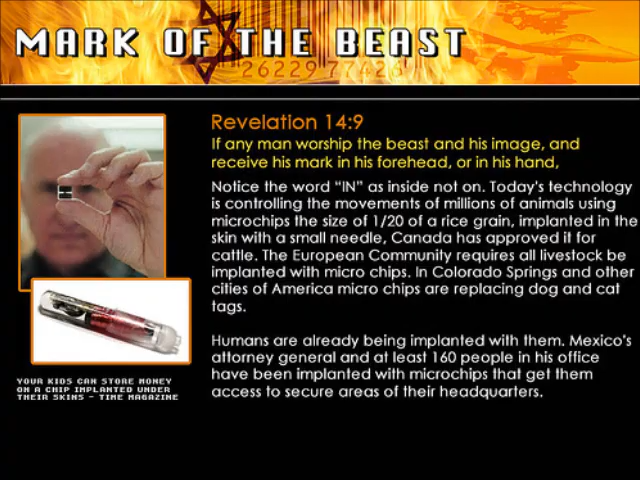 MARK OF THE BEAST
26229 77426
Revelation 14:9
If any man worship the beast and his image, and
receive his mark in his forehead, or in his hand,
Notice the word “IN” as inside not on. Today's technology
is controlling the movements of millions of animals using
microchips the size of 1/20 of a rice grain, implanted in the
skin with a small needle, Canada has approved it for
cattle. The European Community requires all livestock be
implanted with micro chips. In Colorado Springs and other
cities of America micro chips are replacing dog and cat
tags.
Humans are already being implanted with them. Mexico's
attorney general and at least 160 people in his office
have been implanted with microchips that get them
access to secure areas of their headquarters.
YOUR KIDS CAN STORE MONEY
ON A CHIP IMPLANTED UNDER
THEIR SKINS - TIME MAGAZINE